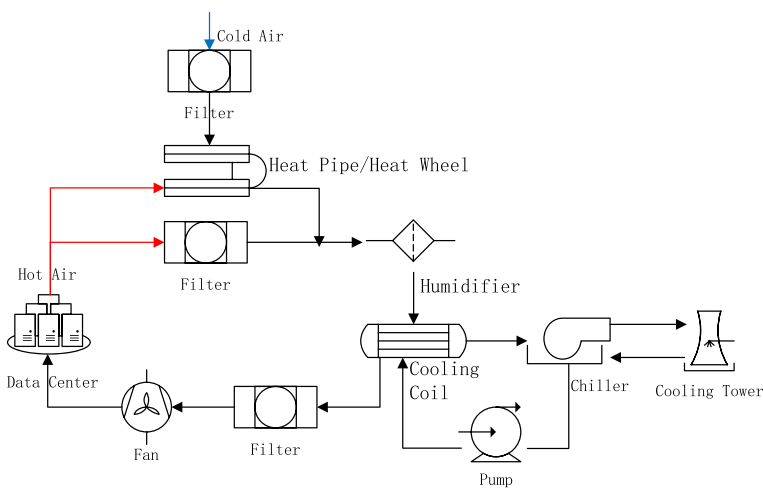 Cold Air
Filter
Heat Pipe/Heat Wheel
Hot Air
Filter
Humidifier
Data Center
Cooling
Coil
Chiller
Cooling Tower
Fan
Filter
Pump